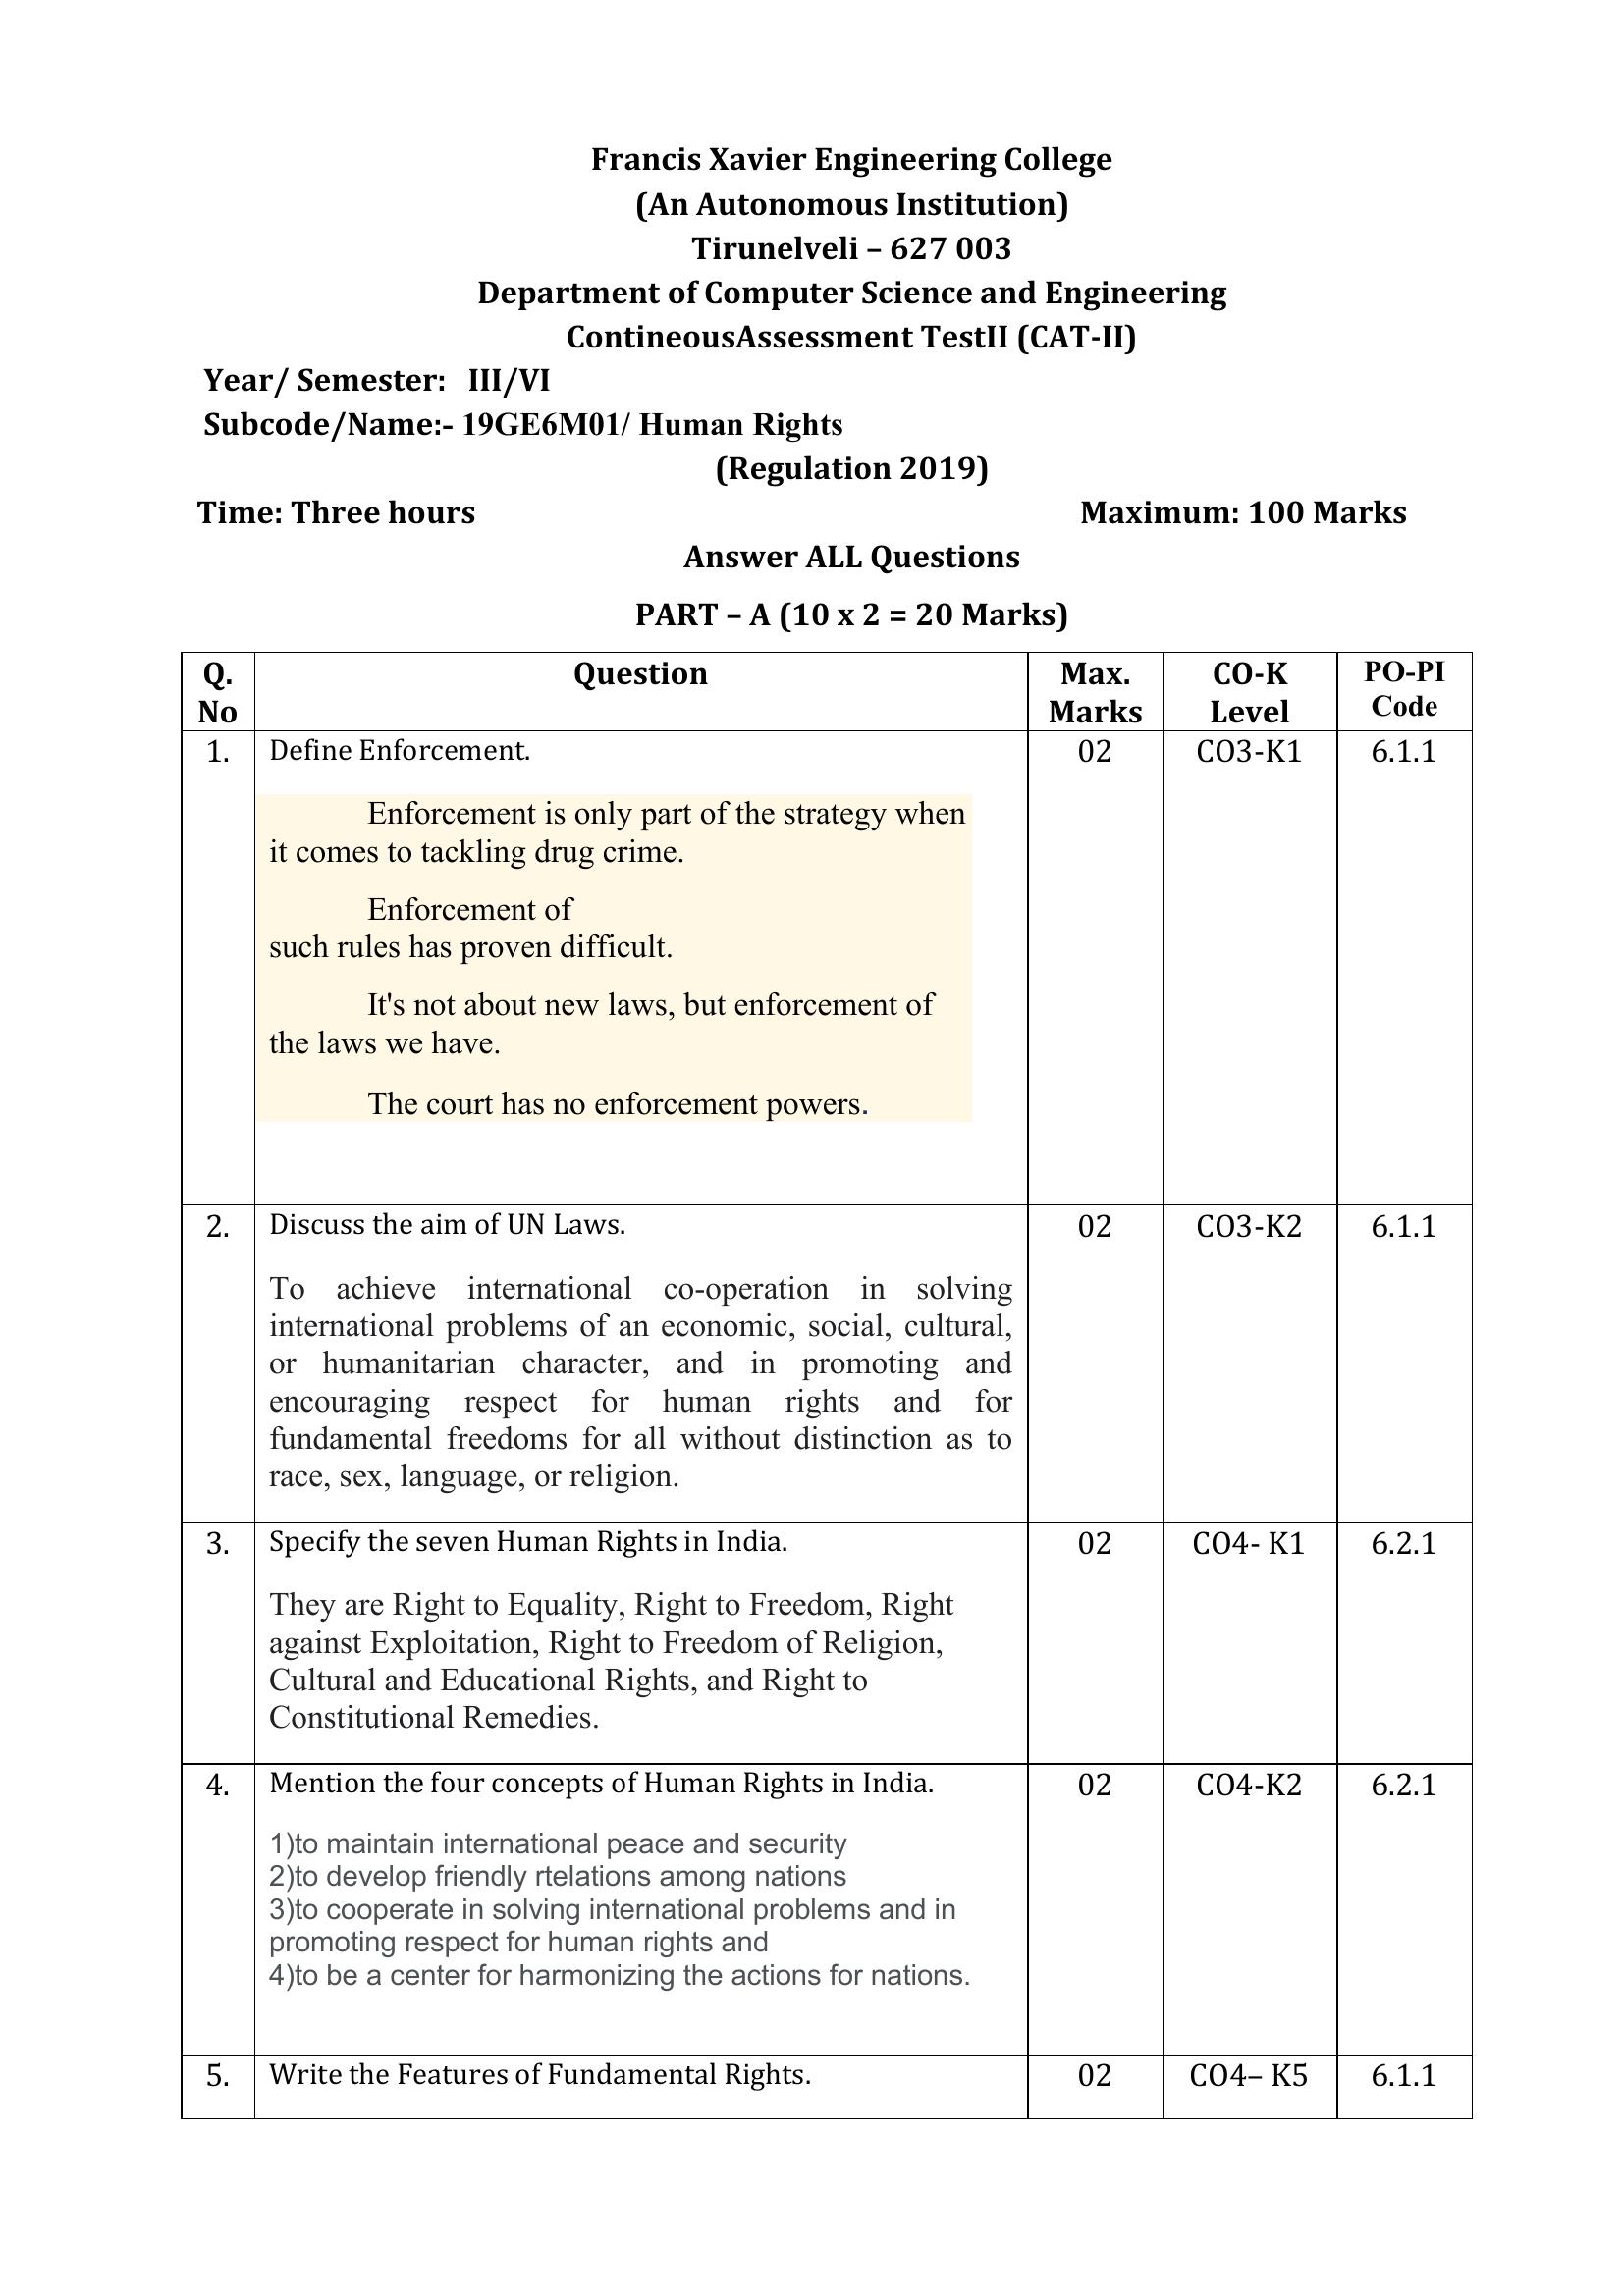 Francis Xavier Engineering College
(An Autonomous Institution)
Tirunelveli – 627 003
Department of Computer Science and Engineering
ContineousAssessment TestII (CAT-II)
Year/ Semester: III/VI
Subcode/Name:- 19GE6M01/ Human Rights
(Regulation 2019)
Time: Three hours Maximum: 100 Marks
Answer ALL Questions
PART – A (10 x 2 = 20 Marks)
Q. No Question Max. Marks CO-K Level PO-PI Code
1. Define Enforcement. 02 CO3-K1 6.1.1
Enforcement is only part of the strategy when
it comes to tackling drug crime.
Enforcement of
such rules has proven difficult.
It's not about new laws, but enforcement of
the laws we have.
The court has no enforcement powers.
2. Discuss the aim of UN Laws. 02 CO3-K2 6.1.1
To achieve international co-operation in solving
international problems of an economic, social, cultural,
or humanitarian character, and in promoting and
encouraging respect for human rights and for
fundamental freedoms for all without distinction as to
race, sex, language, or religion.
3. Specify the seven Human Rights in India. 02 CO4- K1 6.2.1
They are Right to Equality, Right to Freedom, Right
against Exploitation, Right to Freedom of Religion,
Cultural and Educational Rights, and Right to
Constitutional Remedies.
4. Mention the four concepts of Human Rights in India. 02 CO4-K2 6.2.1
1)to maintain international peace and security
2)to develop friendly rtelations among nations
3)to cooperate in solving international problems and in
promoting respect for human rights and
4)to be a center for harmonizing the actions for nations.
5. Write the Features of Fundamental Rights. 02 CO4– K5 6.1.1